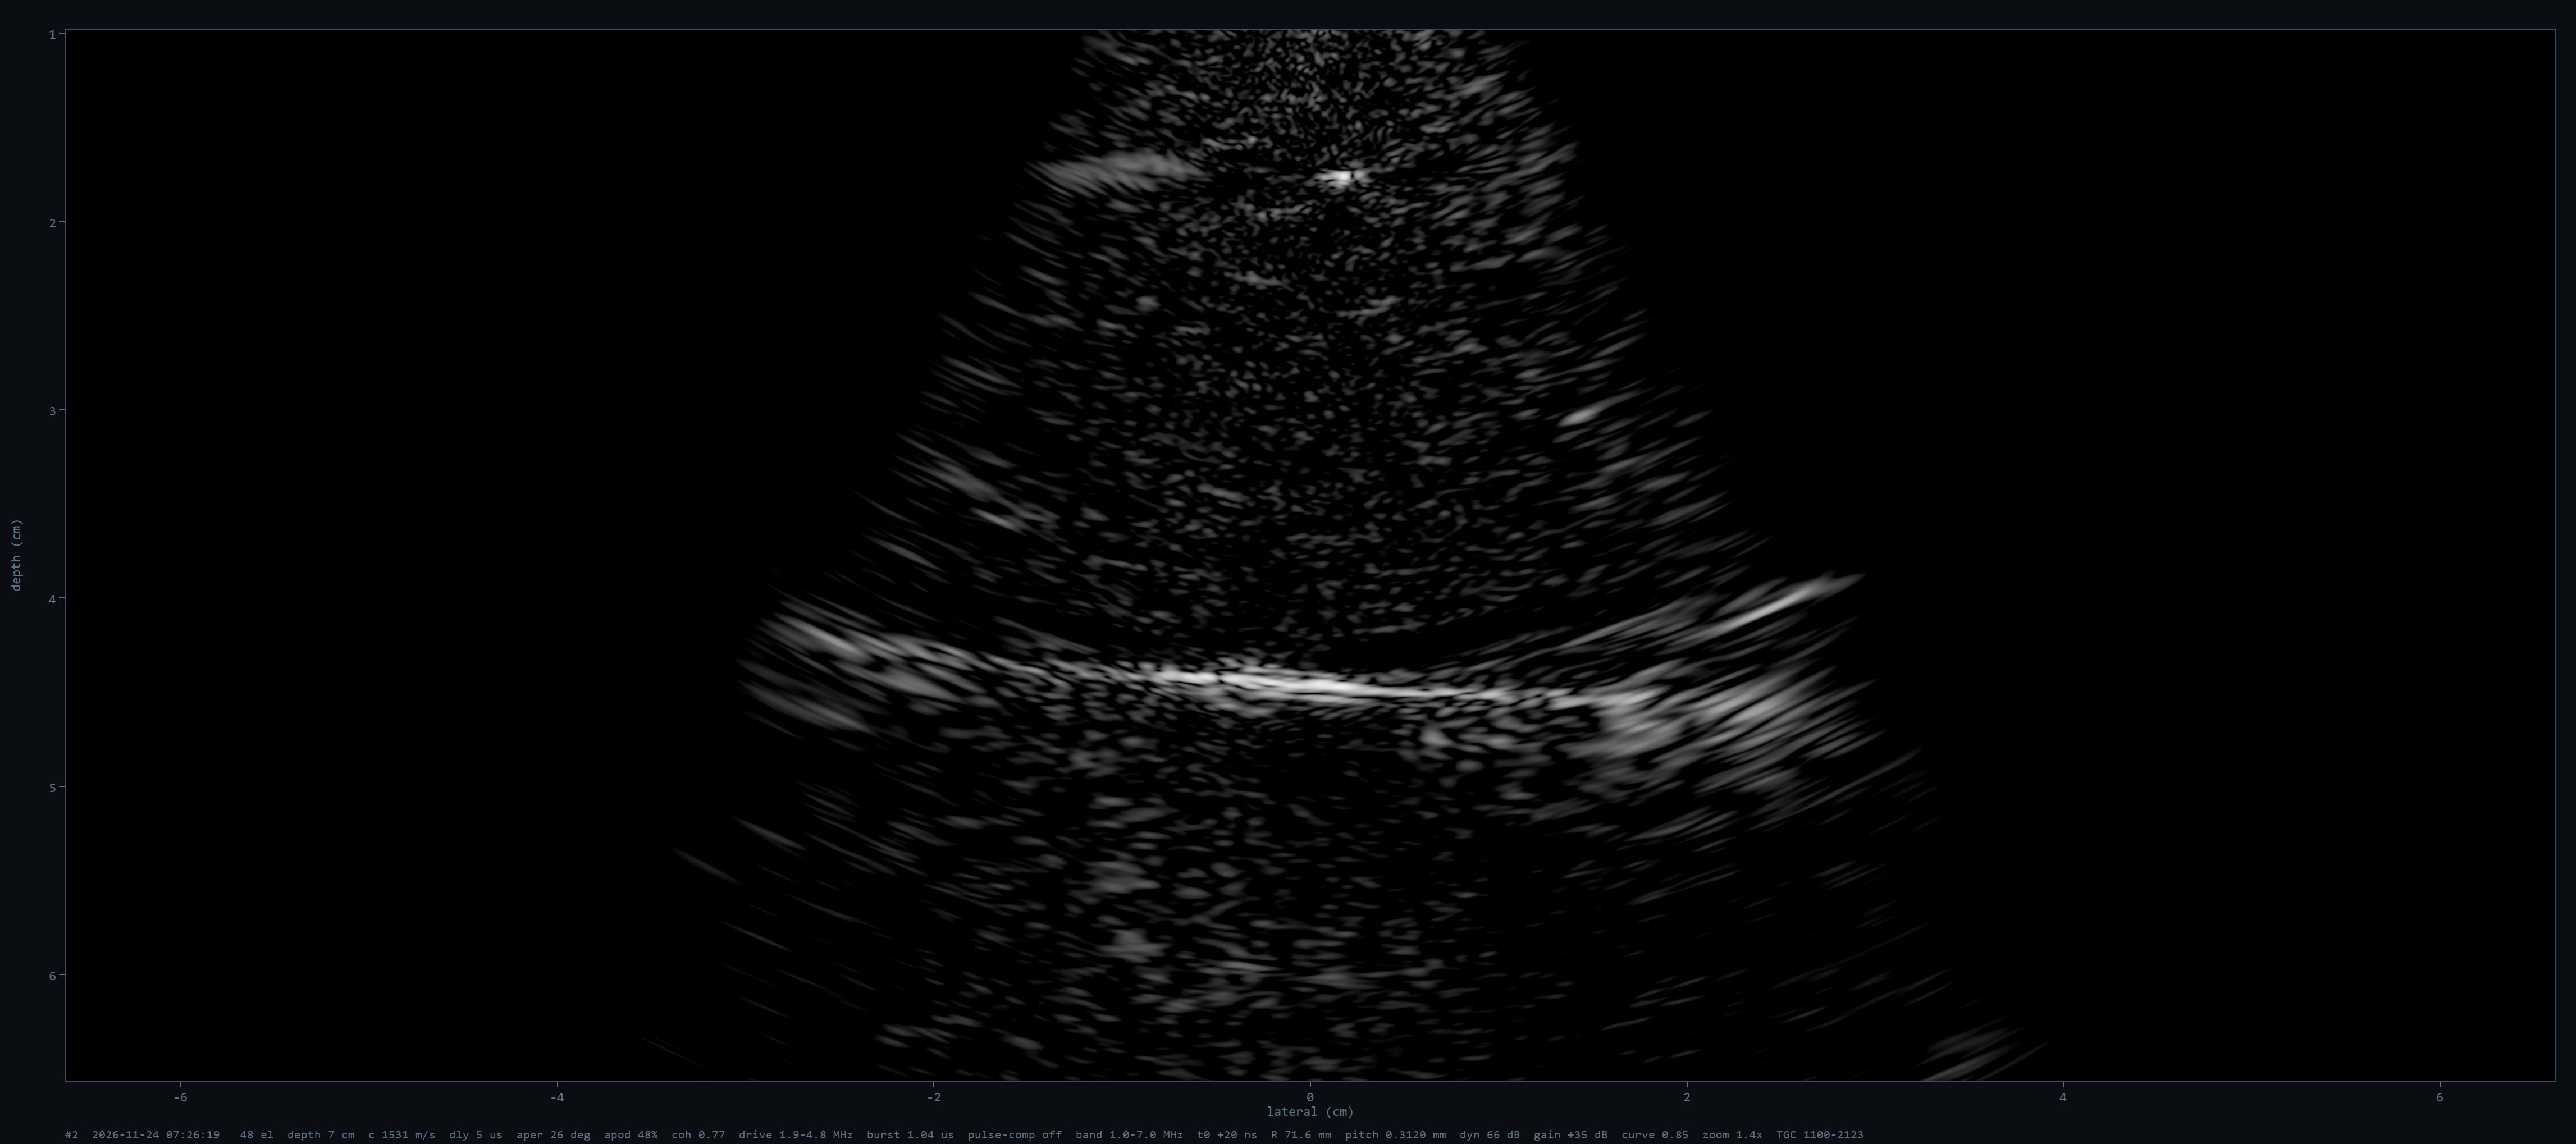 1
2
3
4
5
6
depth (cm)
-6 -4 -2 0 2 4 6
lateral (cm)
#2 2026-11-24 07:26:19 48 el depth 7 cm c 1531 m/s dly 5 us aper 26 deg apod 48% coh 0.77 drive 1.9-4.8 MHz burst 1.04 us pulse-comp off band 1.0-7.0 MHz t0 +20 ns R 71.6 mm pitch 0.3120 mm dyn 66 dB gain +35 dB curve 0.85 zoom 1.4x TGC 1100-2123